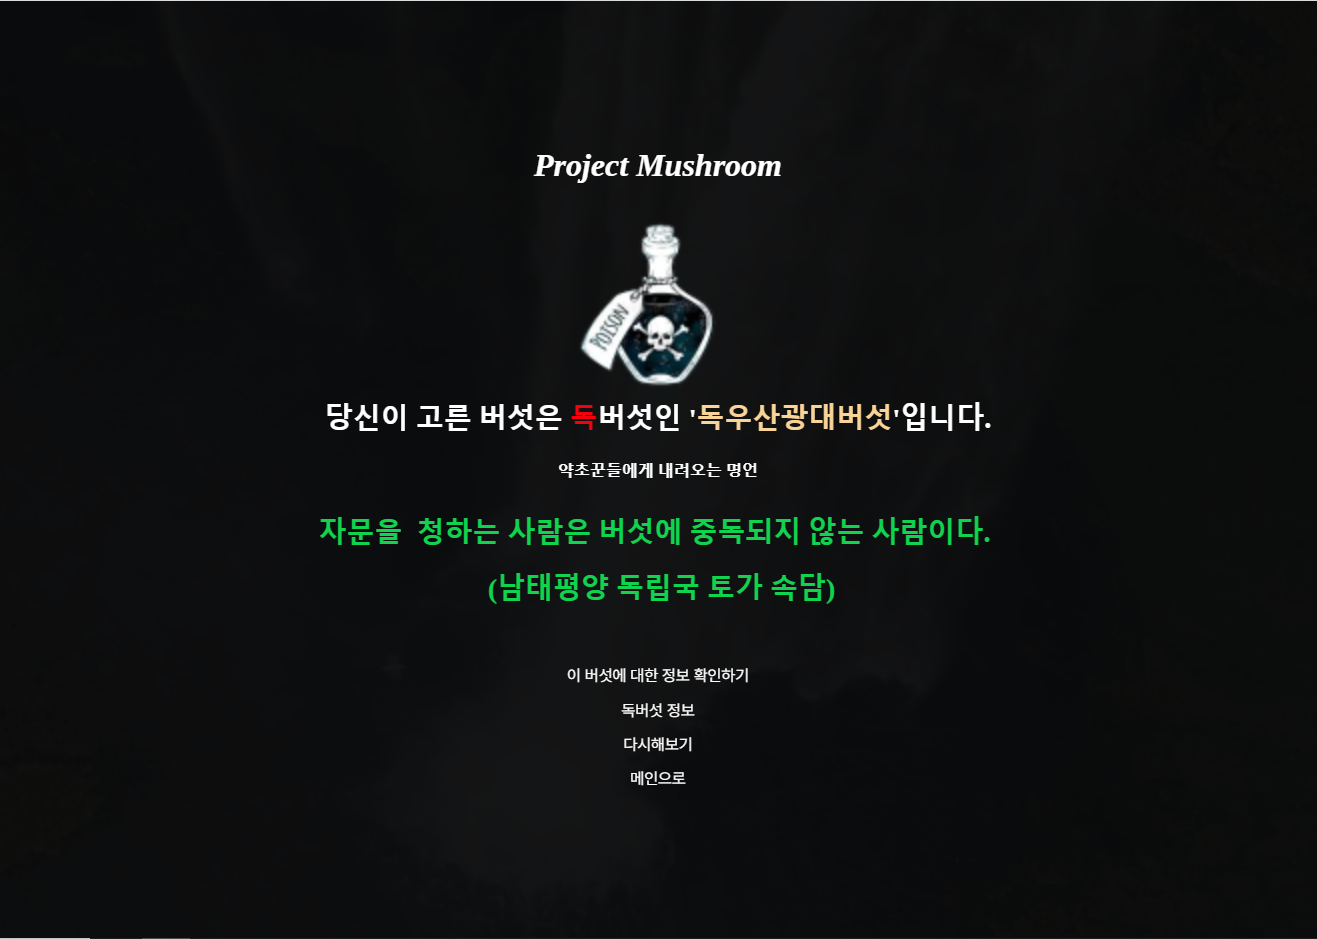 Project Mushroom
POISON
당신이 고른 버섯은 독버섯인 '독우산광대버섯'입니다.
약초꾼들에게 내려오는 명언
자문을  청하는 사람은 버섯에 중독되지 않는 사람이다.
(남태평양 독립국 토가 속담)
이 버섯에 대한 정보 확인하기
독버섯 정보
다시해보기
메인으로